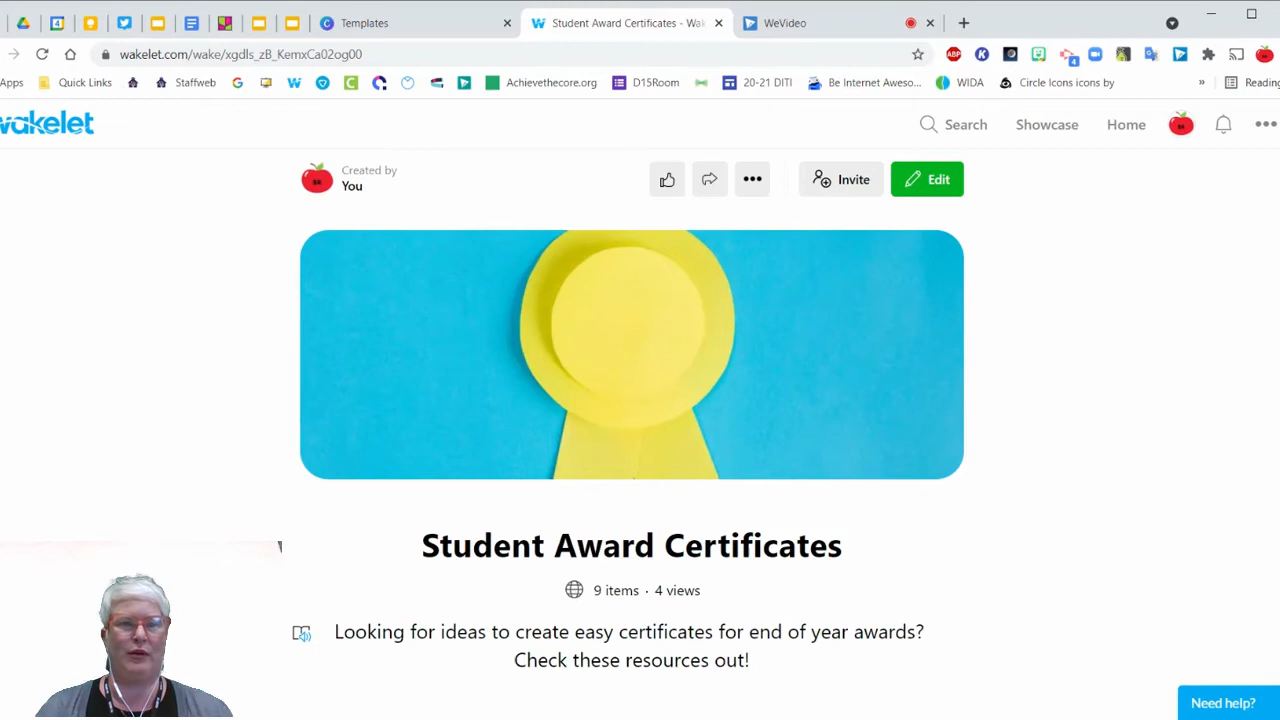 Templates
Student Award Certificates - Wak
WeVideo
wakelet.com/wake/xgdls_zB_KemxCa02og00
ABP
Apps
Quick Links
Staffweb
Achievethecore.org
D15Room
20-21 DITI
Be Internet Aweso...
WIDA
Circle Icons icons by
»
Reading
wakelet
Search
Showcase
Home
Created by
You
Invite
Edit
Student Award Certificates
9 items · 4 views
Looking for ideas to create easy certificates for end of year awards?
Check these resources out!
Need help?